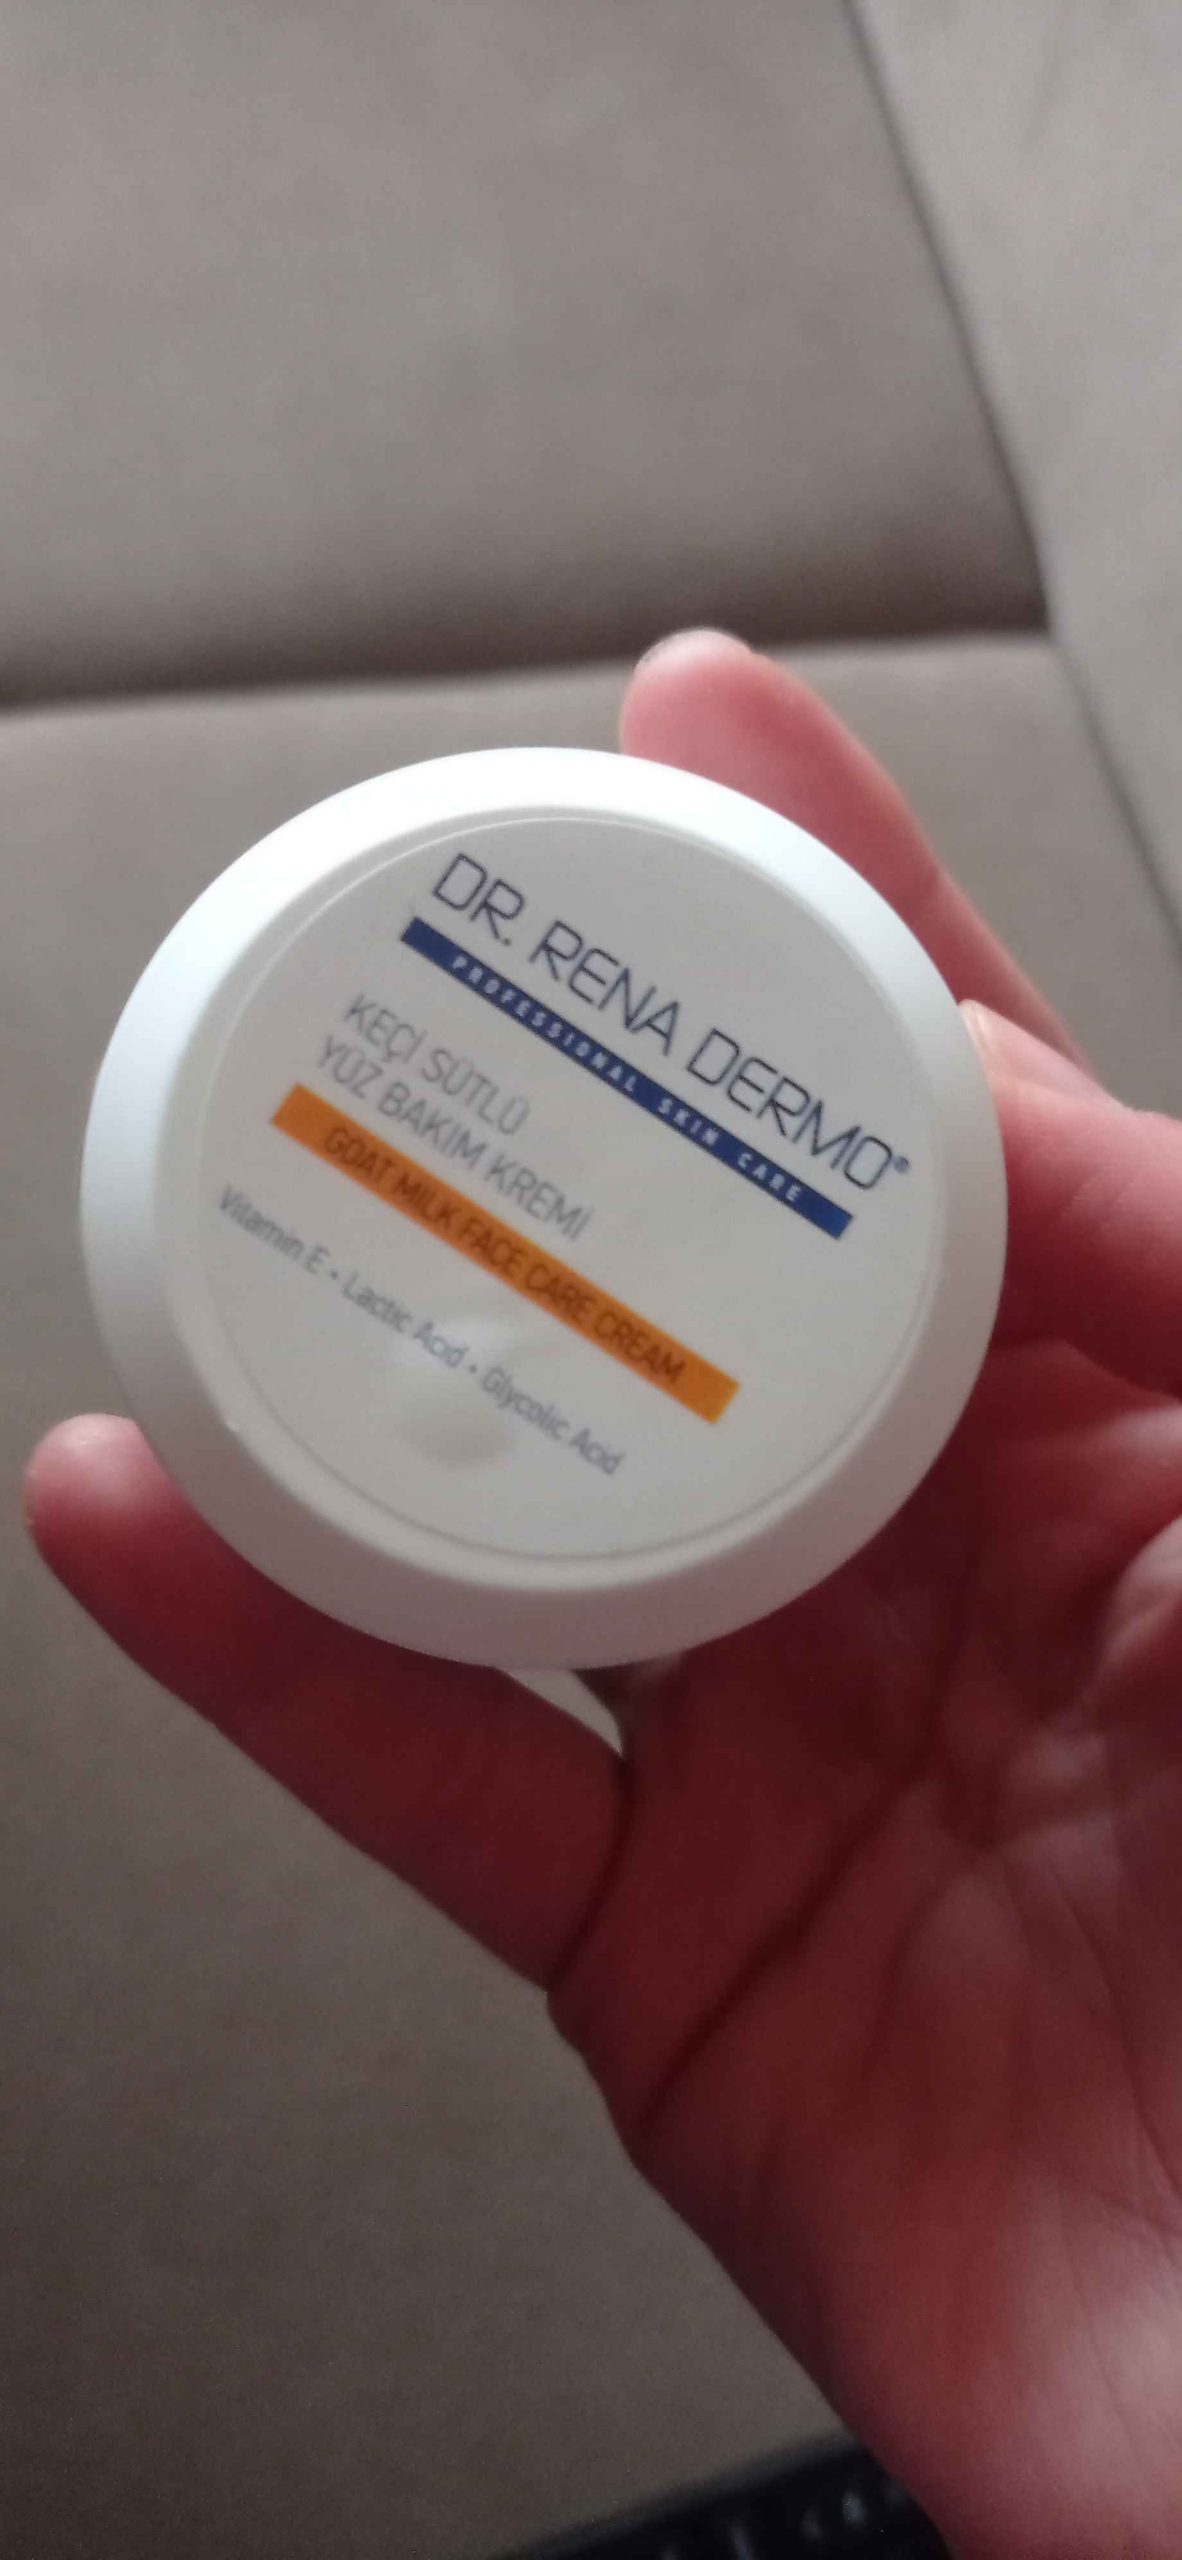 DR. RENA DERMO®
PROFESSIONAL SKIN CARE
KEÇİ SÜTLÜ
YÜZ BAKIM KREMİ
GOAT MILK FACE CARE CREAM
Vitamin E • Lactic Acid • Glycolic Acid